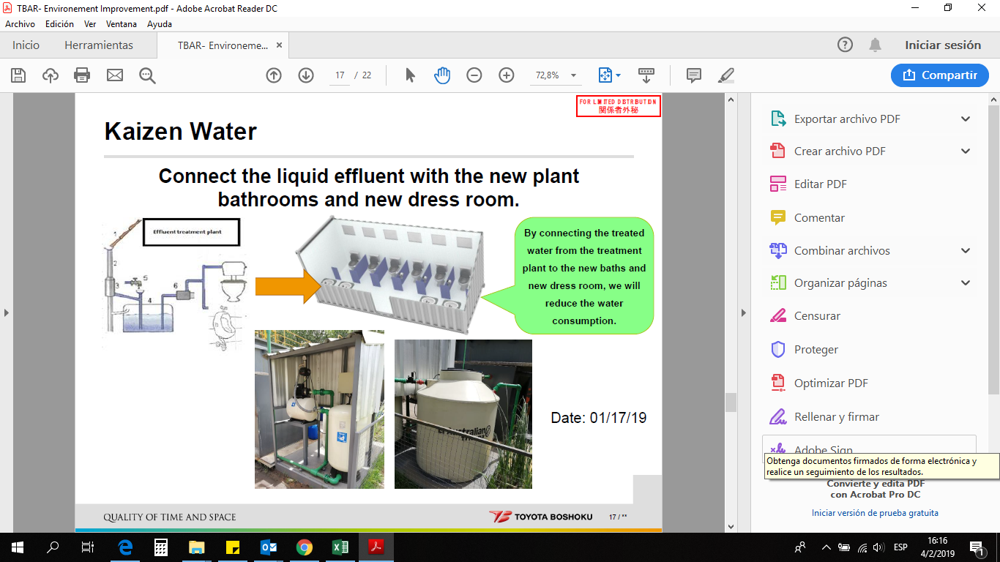 TBAR- Environement Improvement.pdf - Adobe Acrobat Reader DC
Archivo Edición Ver Ventana Ayuda
Inicio Herramientas TBAR- Environeme... Iniciar sesión
17 / 22 72,8% Compartir
FOR LIMITED DISTRIBUTION
関係者外秘
Kaizen Water
Connect the liquid effluent with the new plant
bathrooms and new dress room.
Effluent treatment plant
1
2
3
4
5
6
By connecting the treated
water from the treatment
plant to the new baths and
new dress room, we will
reduce the water
consumption.
Australian
Date: 01/17/19
QUALITY OF TIME AND SPACE
TOYOTA BOSHOKU
17 / **
Exportar archivo PDF
Crear archivo PDF
Editar PDF
Comentar
Combinar archivos
Organizar páginas
Censurar
Proteger
Optimizar PDF
Rellenar y firmar
Adobe Sign
Obtenga documentos firmados de forma electrónica y
realice un seguimiento de los resultados.
Convierte y edita PDF
con Acrobat Pro DC
Iniciar versión de prueba gratuita
ESP
16:16
4/2/2019
1